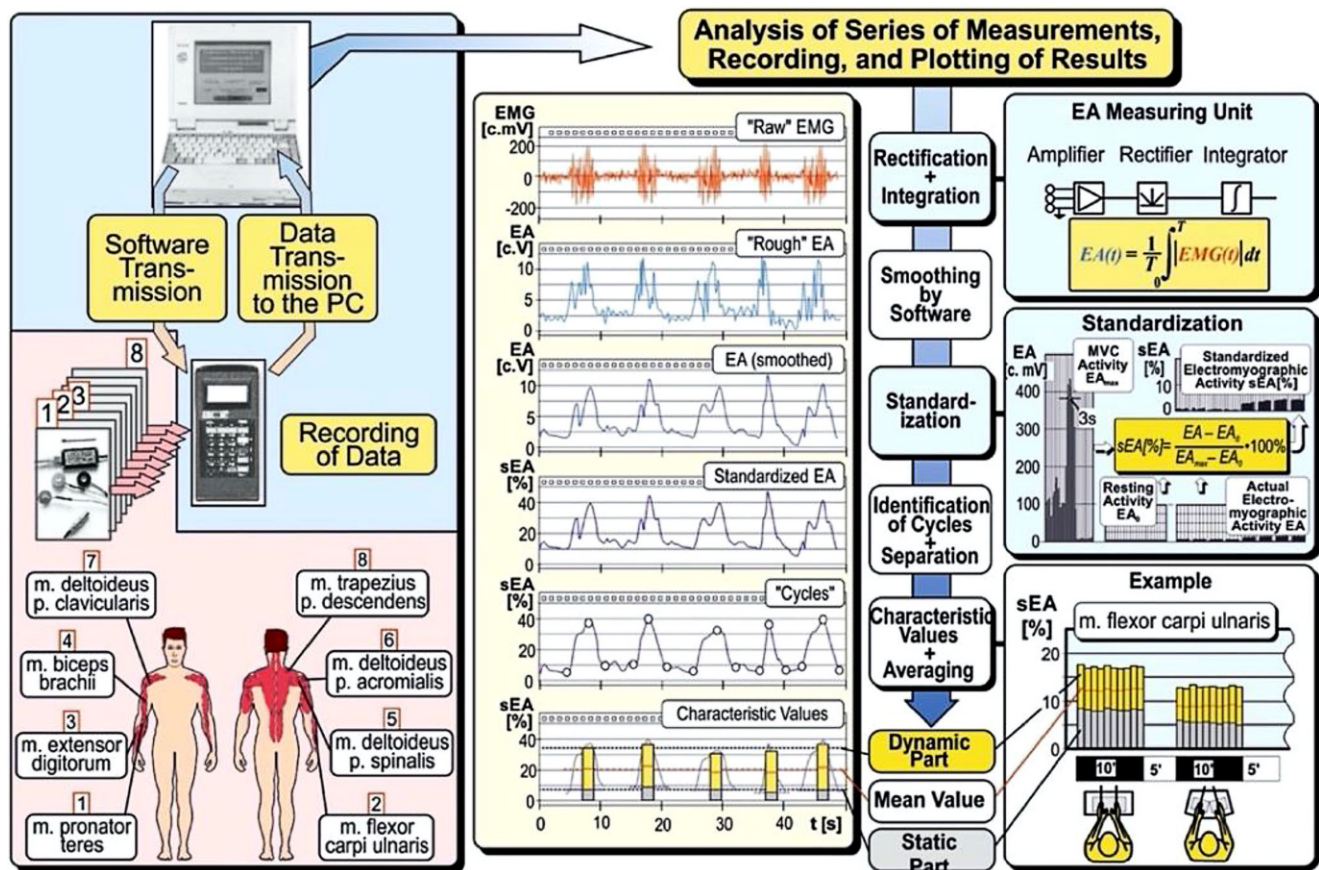 Analysis of Series of Measurements,
Recording, and Plotting of Results
Software
Trans-
mission
Data
Trans-
mission
to the PC
8
3
2
1
Recording
of Data
7
m. deltoideus
p. clavicularis
8
m. trapezius
p. descendens
4
m. biceps
brachii
6
m. deltoideus
p. acromialis
3
m. extensor
digitorum
5
m. deltoideus
p. spinalis
1
m. pronator
teres
2
m. flexor
carpi ulnaris
EMG
[c.mV]
"Raw" EMG
200
0
-200
EA
[c.V]
"Rough" EA
10
5
0
EA
[c.V]
EA (smoothed)
10
5
0
sEA
[%]
Standardized EA
40
20
0
sEA
[%]
"Cycles"
40
20
0
sEA
[%]
Characteristic Values
40
20
0
0 10 20 30 40 t [s]
Rectification
+
Integration
Smoothing
by
Software
Standard-
ization
Identification
of Cycles
+
Separation
Characteristic
Values
+
Averaging
Dynamic
Part
Mean Value
Static
Part
EA Measuring Unit
Amplifier Rectifier Integrator
EA(t) = 1/T ∫₀ᵀ |EMG(t)| dt
Standardization
EA
[c. mV]
400
300
200
100
0
MVC
Activity
EAmax
3s
sEA
[%]
10
0
Standardized
Electromyographic
Activity sEA[%]
sEA[%]= EA – EA₀ / EAmax – EA₀ •100%
Resting
Activity
EA₀
Actual
Electro-
myographic
Activity EA
Example
sEA
[%]
m. flexor carpi ulnaris
20
10
0
10' 5' 10' 5'